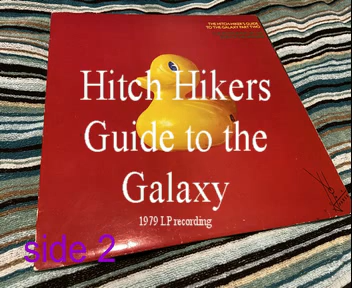 THE HITCH HIKER'S GUIDE
TO THE GALAXY PART TWO
Hitch Hikers
Guide to the
Galaxy
1979 LP recording
side 2